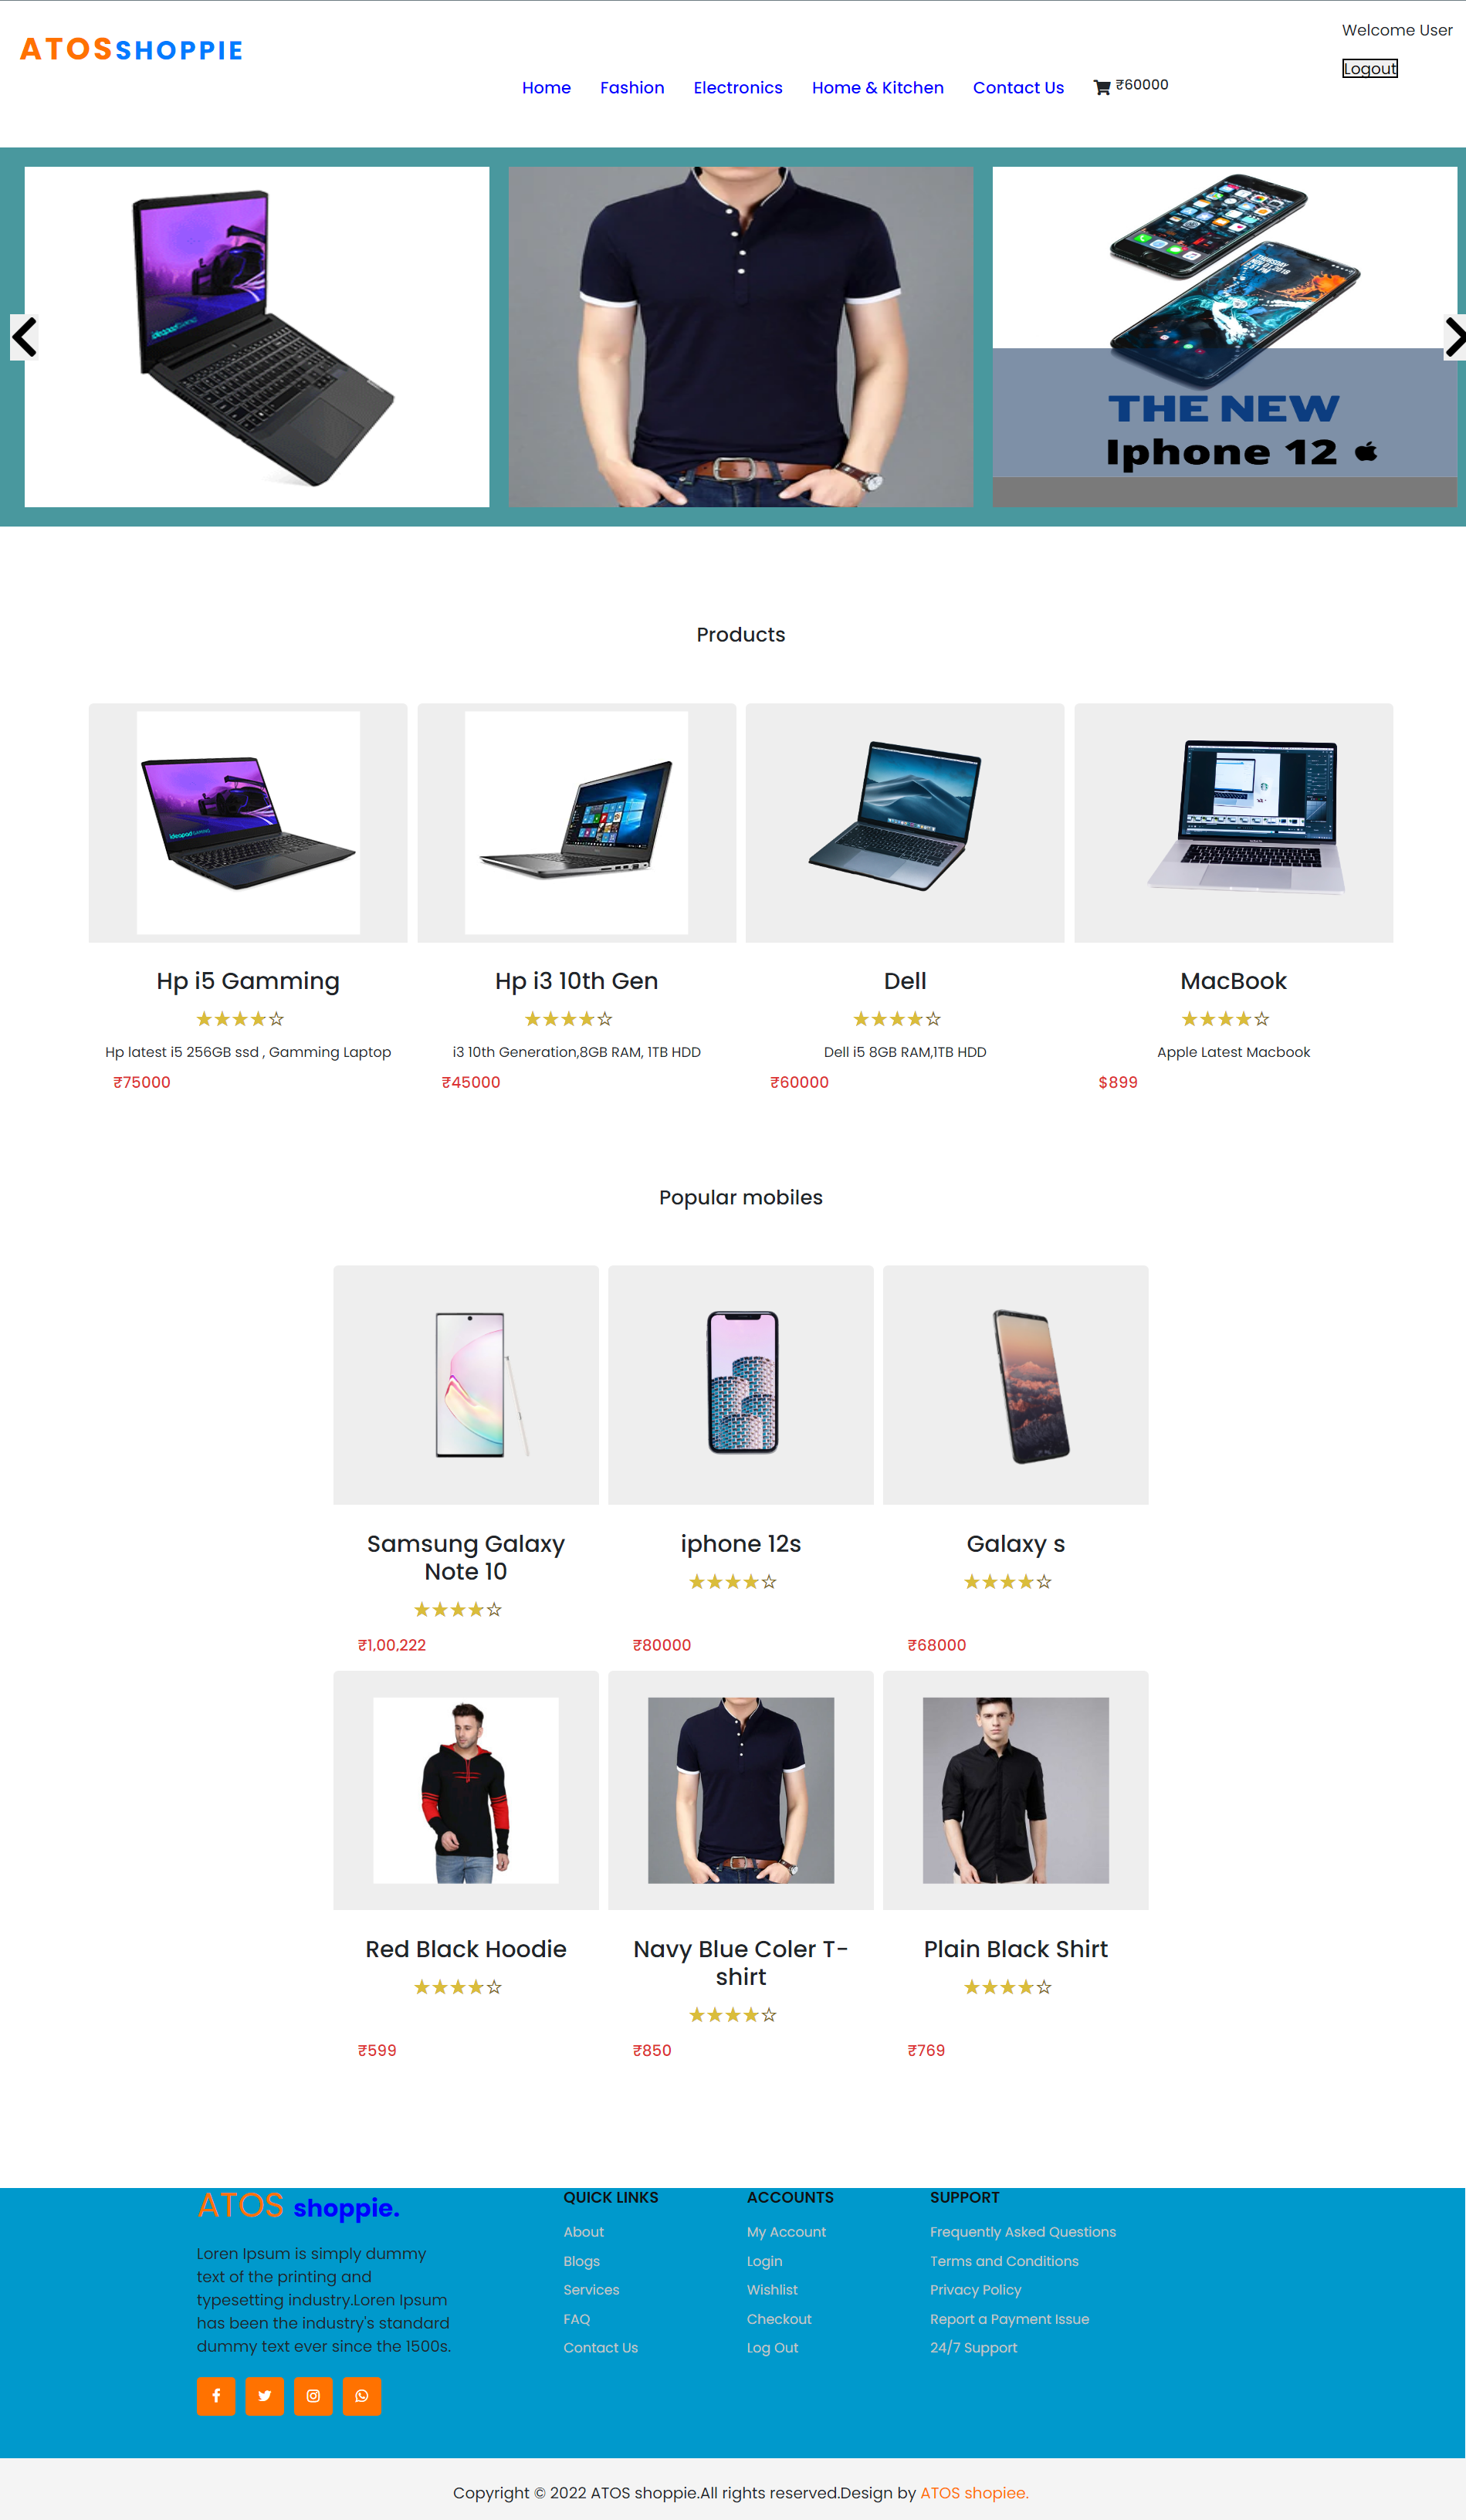 ATOS SHOPPIE
Welcome User
Logout
Home Fashion Electronics Home & Kitchen Contact Us ₹60000
THE NEW
Iphone 12
Products
Hp i5 Gamming
Hp latest i5 256GB ssd , Gamming Laptop
₹75000
Hp i3 10th Gen
i3 10th Generation,8GB RAM, 1TB HDD
₹45000
Dell
Dell i5 8GB RAM,1TB HDD
₹60000
MacBook
Apple Latest Macbook
$899
Popular mobiles
Samsung Galaxy
Note 10
₹1,00,222
iphone 12s
₹80000
Galaxy s
₹68000
Red Black Hoodie
₹599
Navy Blue Coler T-
shirt
₹850
Plain Black Shirt
₹769
ATOS shoppie.
Loren Ipsum is simply dummy
text of the printing and
typesetting industry.Loren Ipsum
has been the industry's standard
dummy text ever since the 1500s.
QUICK LINKS
About
Blogs
Services
FAQ
Contact Us
ACCOUNTS
My Account
Login
Wishlist
Checkout
Log Out
SUPPORT
Frequently Asked Questions
Terms and Conditions
Privacy Policy
Report a Payment Issue
24/7 Support
Copyright © 2022 ATOS shoppie.All rights reserved.Design by ATOS shopiee.